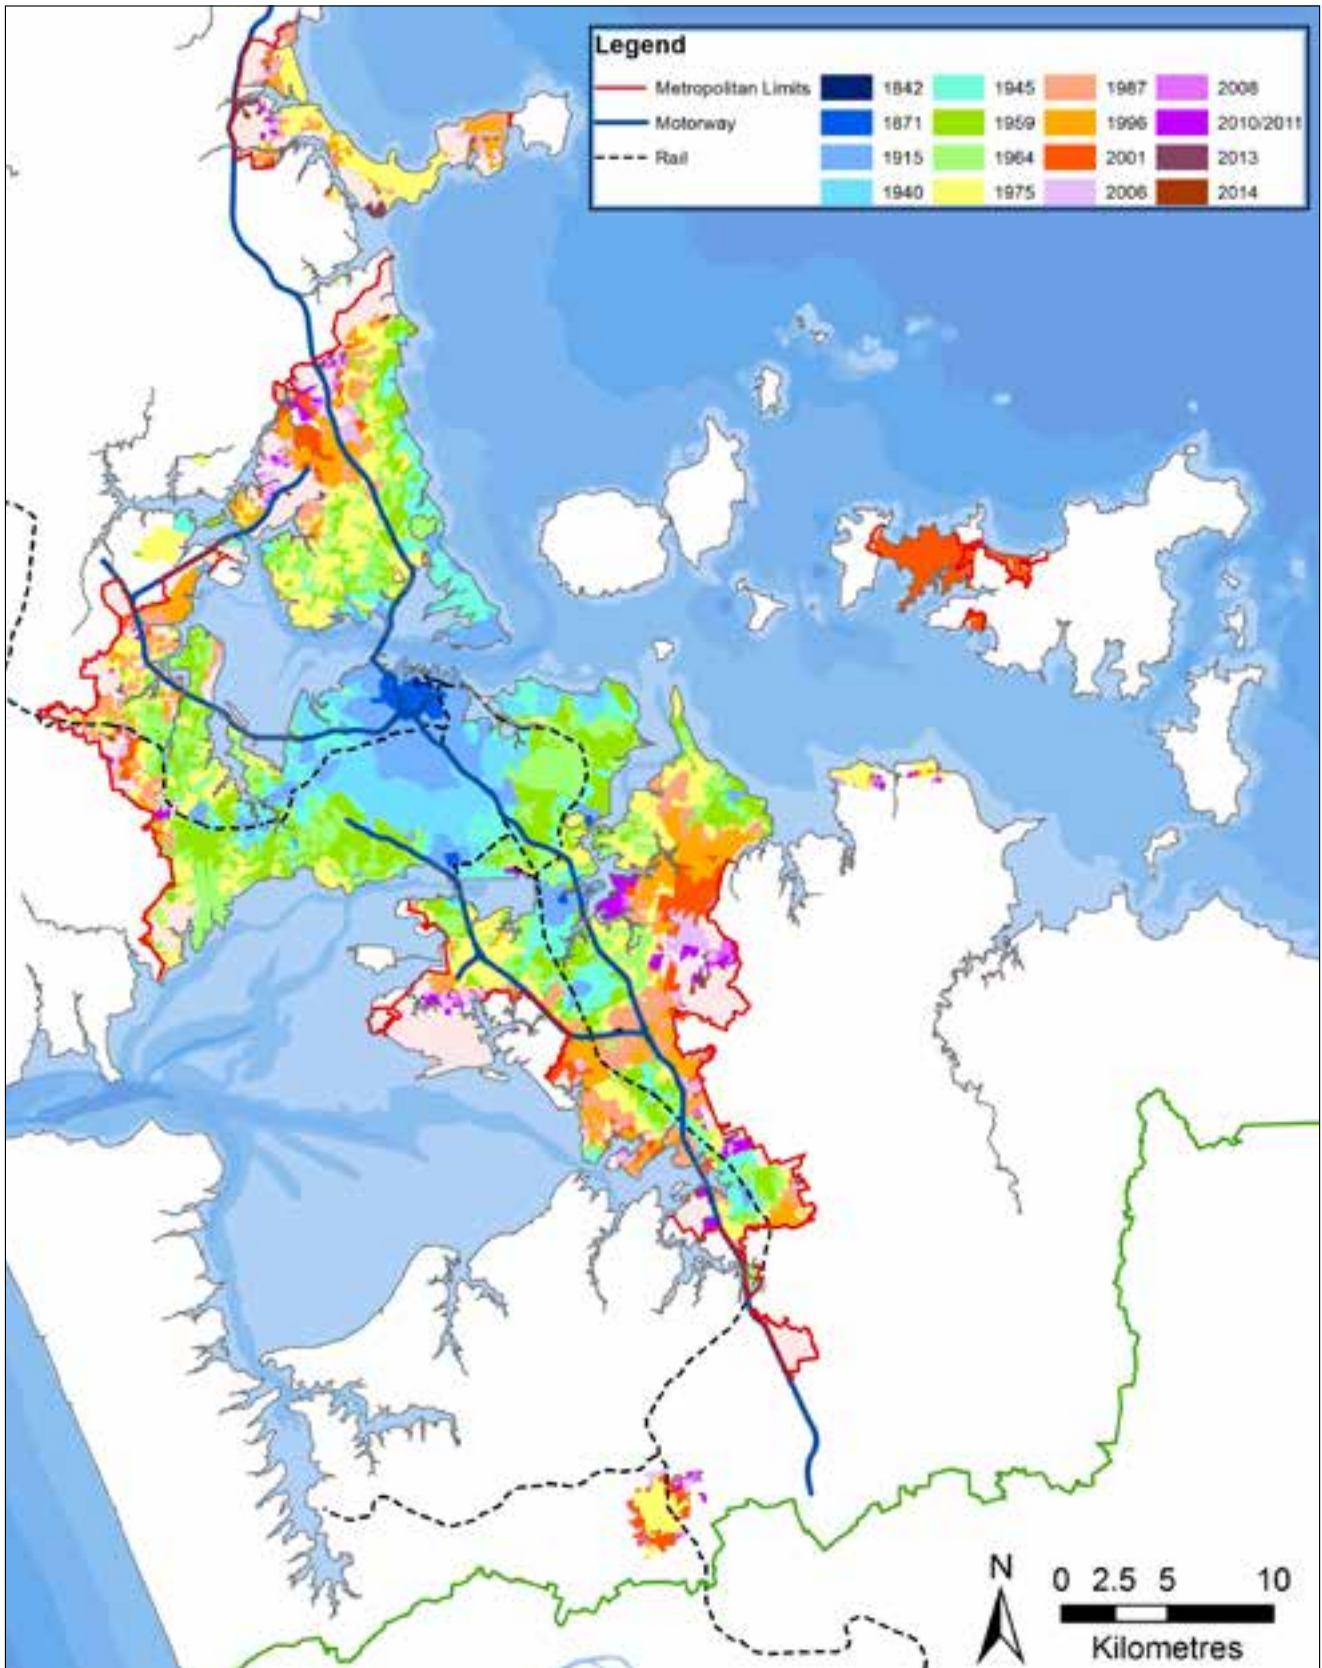 Legend
Metropolitan Limits 1842 1945 1987 2008
Motorway 1871 1959 1996 2010/2011
Rail 1915 1964 2001 2013
1940 1975 2006 2014
N
0 2.5 5 10
Kilometres